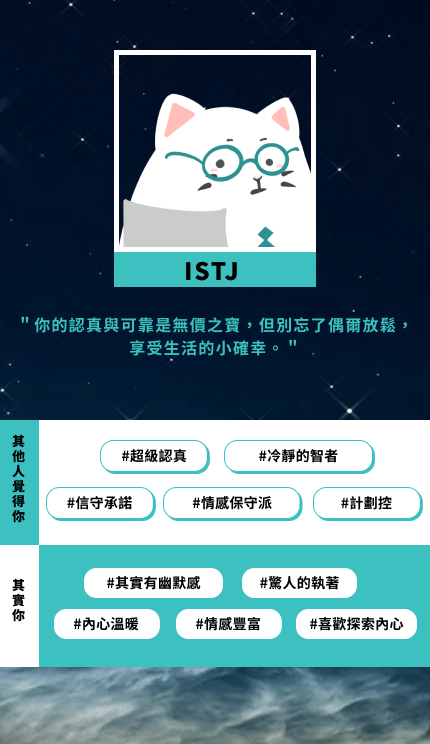 ISTJ
"你的認真與可靠是無價之寶，但別忘了偶爾放鬆，
享受生活的小確幸。"
其他人覺得你
#超級認真 #冷靜的智者
#信守承諾 #情感保守派 #計劃控
其實你
#其實有幽默感 #驚人的執著
#內心溫暖 #情感豐富 #喜歡探索內心